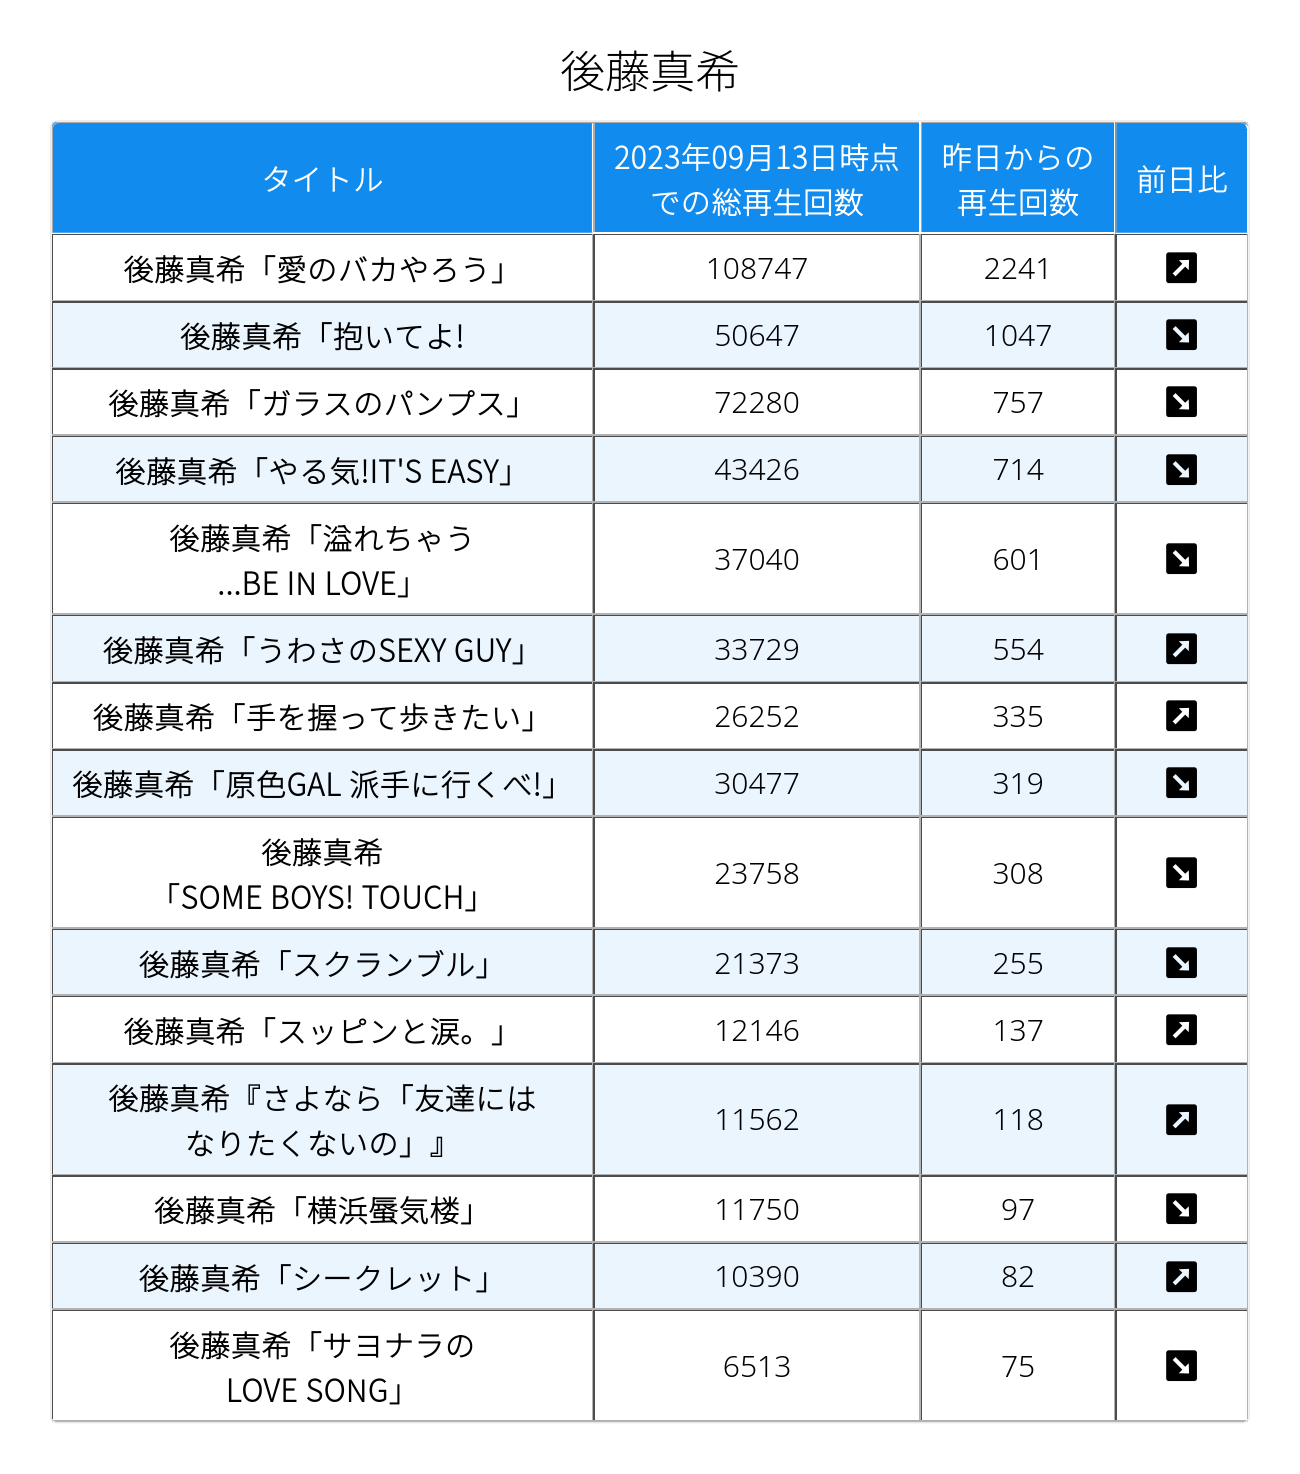 後藤真希
タイトル
2023年09月13日時点
での総再生回数
昨日からの
再生回数
前日比
後藤真希「愛のバカやろう」
108747
2241
後藤真希「抱いてよ!
50647
1047
後藤真希「ガラスのパンプス」
72280
757
後藤真希「やる気!IT'S EASY」
43426
714
後藤真希「溢れちゃう
...BE IN LOVE」
37040
601
後藤真希「うわさのSEXY GUY」
33729
554
後藤真希「手を握って歩きたい」
26252
335
後藤真希「原色GAL 派手に行くべ!」
30477
319
後藤真希
「SOME BOYS! TOUCH」
23758
308
後藤真希「スクランブル」
21373
255
後藤真希「スッピンと涙。」
12146
137
後藤真希『さよなら「友達には
なりたくないの」』
11562
118
後藤真希「横浜蜃気楼」
11750
97
後藤真希「シークレット」
10390
82
後藤真希「サヨナラの
LOVE SONG」
6513
75